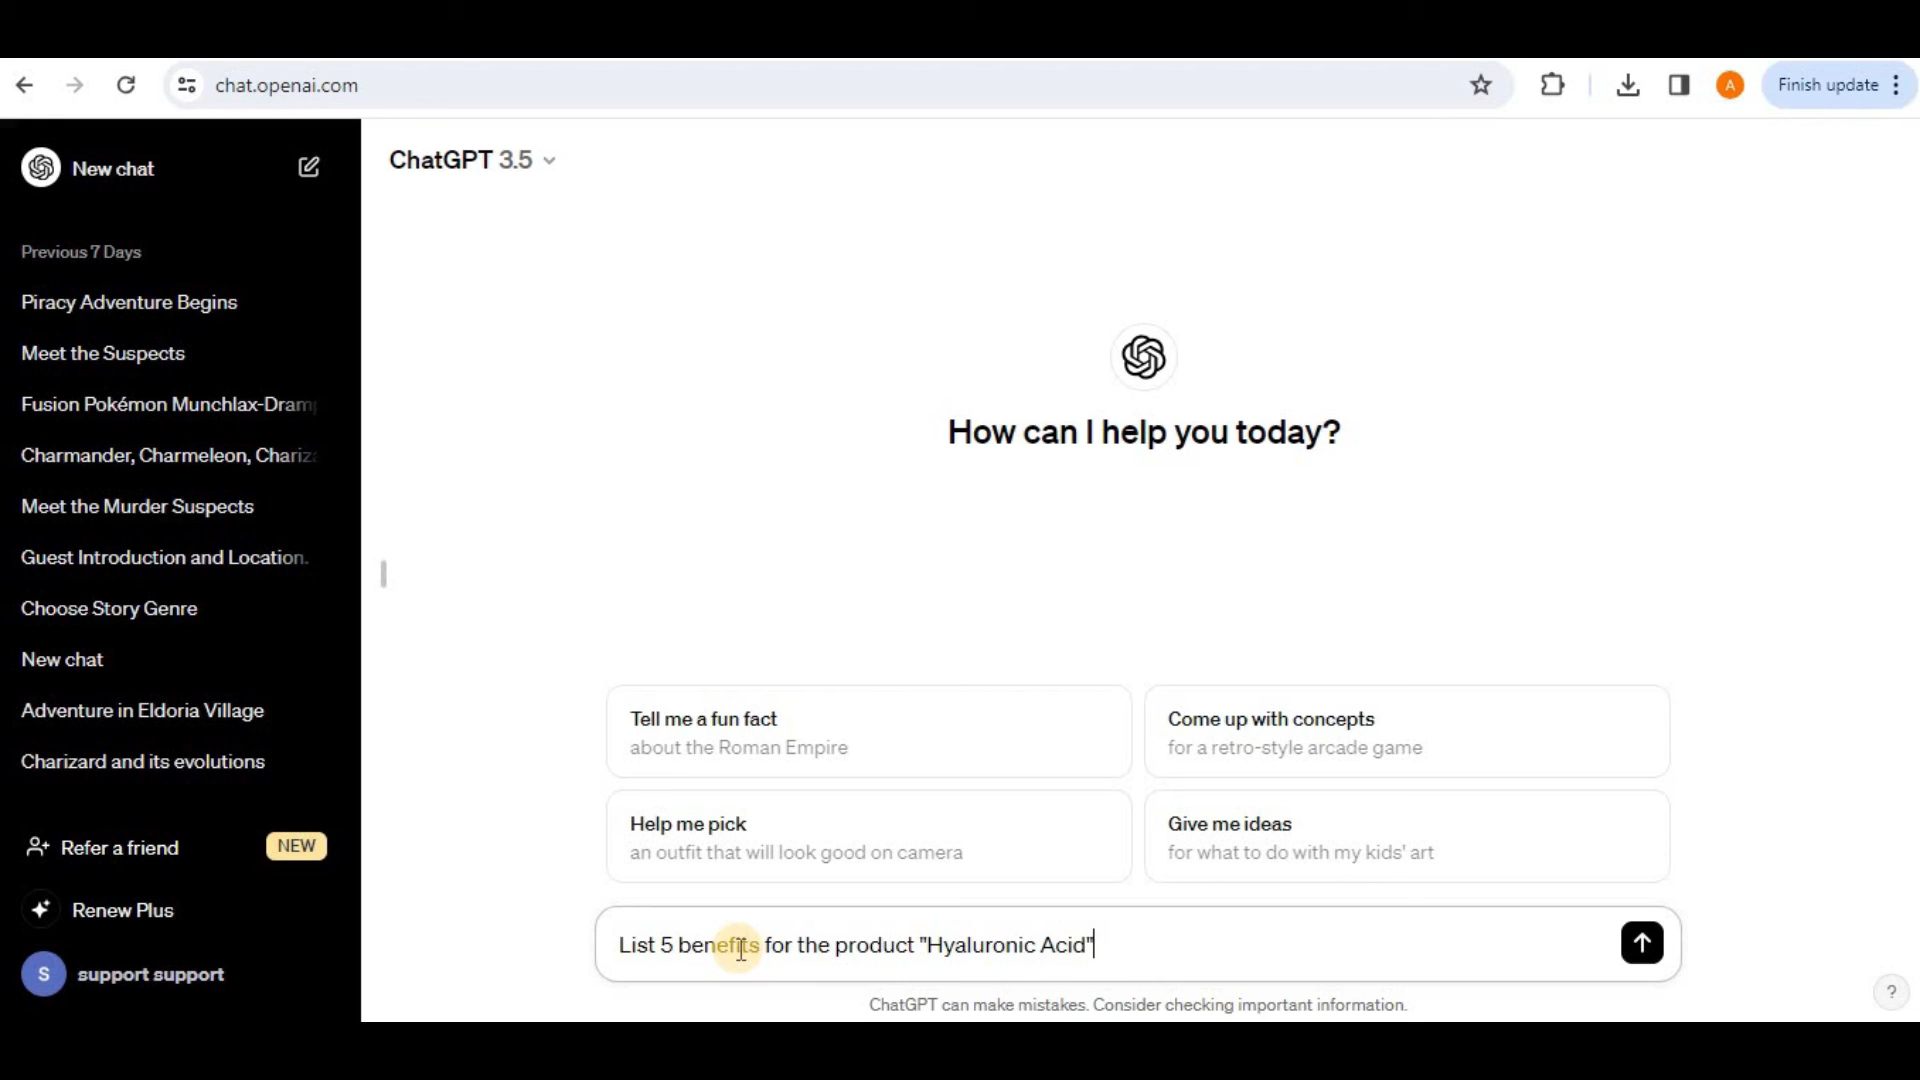 chat.openai.com
A
Finish update
New chat
ChatGPT 3.5
Previous 7 Days
Piracy Adventure Begins
Meet the Suspects
Fusion Pokémon Munchlax-Dramp
Charmander, Charmeleon, Chariza
Meet the Murder Suspects
Guest Introduction and Location.
Choose Story Genre
New chat
Adventure in Eldoria Village
Charizard and its evolutions
Refer a friend
NEW
Renew Plus
S
support support
How can I help you today?
Tell me a fun fact
about the Roman Empire
Come up with concepts
for a retro-style arcade game
Help me pick
an outfit that will look good on camera
Give me ideas
for what to do with my kids' art
List 5 benefits for the product "Hyaluronic Acid"
ChatGPT can make mistakes. Consider checking important information.
?